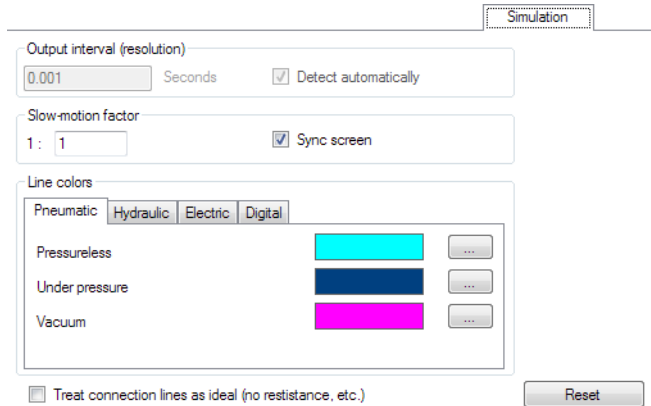 Simulation
Output interval (resolution)
0.001 Seconds Detect automatically
Slow-motion factor
1 : 1 Sync screen
Line colors
Pneumatic Hydraulic Electric Digital
Pressureless ...
Under pressure ...
Vacuum ...
Treat connection lines as ideal (no restistance, etc.) Reset